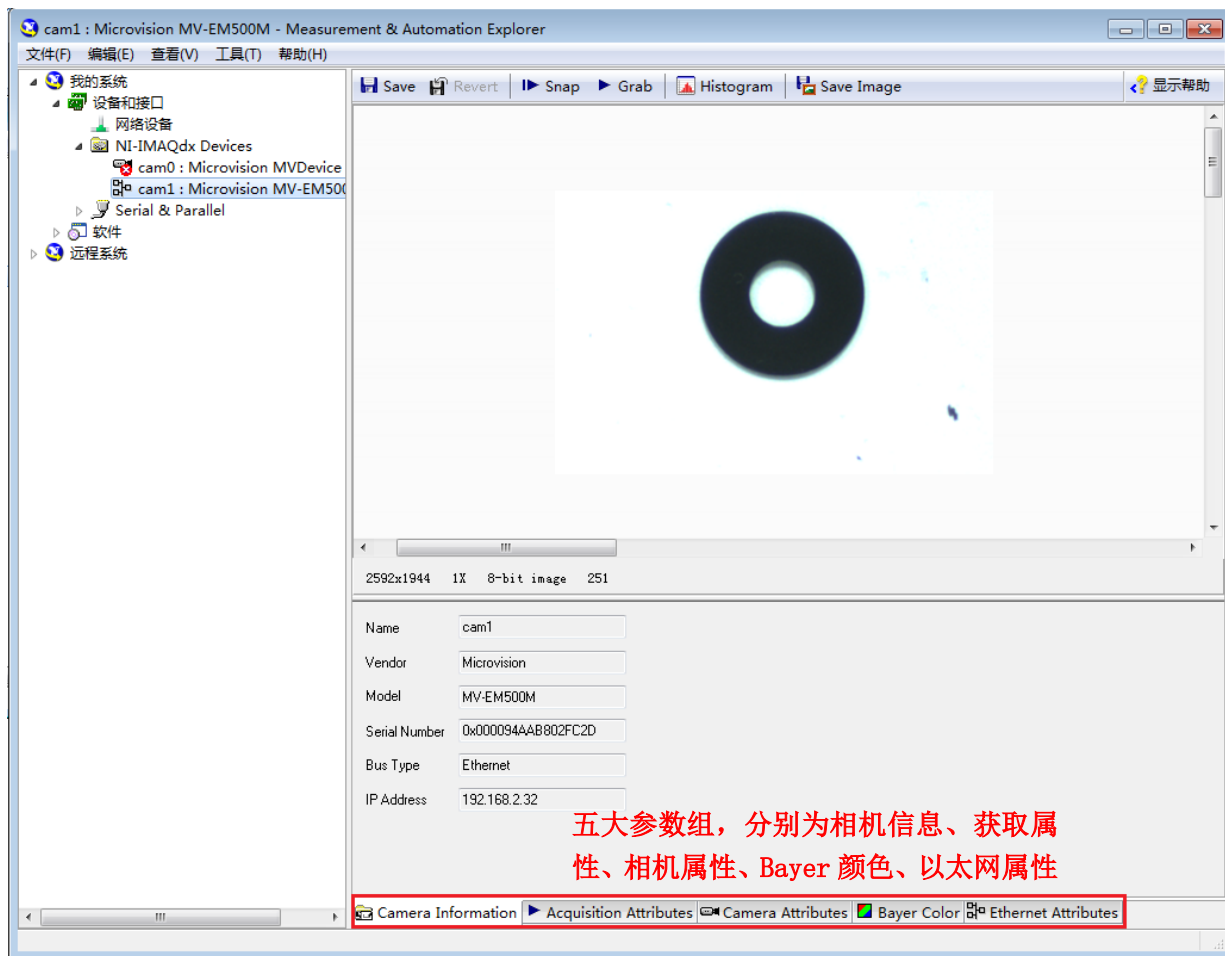 cam1 : Microvision MV-EM500M - Measurement & Automation Explorer
文件(F) 编辑(E) 查看(V) 工具(T) 帮助(H)
我的系统
设备和接口
网络设备
NI-IMAQdx Devices
cam0 : Microvision MVDevice
cam1 : Microvision MV-EM500
Serial & Parallel
软件
远程系统
Save Revert Snap Grab Histogram Save Image 显示帮助
2592x1944 1X 8-bit image 251
Name cam1
Vendor Microvision
Model MV-EM500M
Serial Number 0x000094AAB802FC2D
Bus Type Ethernet
IP Address 192.168.2.32
五大参数组，分别为相机信息、获取属
性、相机属性、Bayer 颜色、以太网属性
Camera Information Acquisition Attributes Camera Attributes Bayer Color Ethernet Attributes